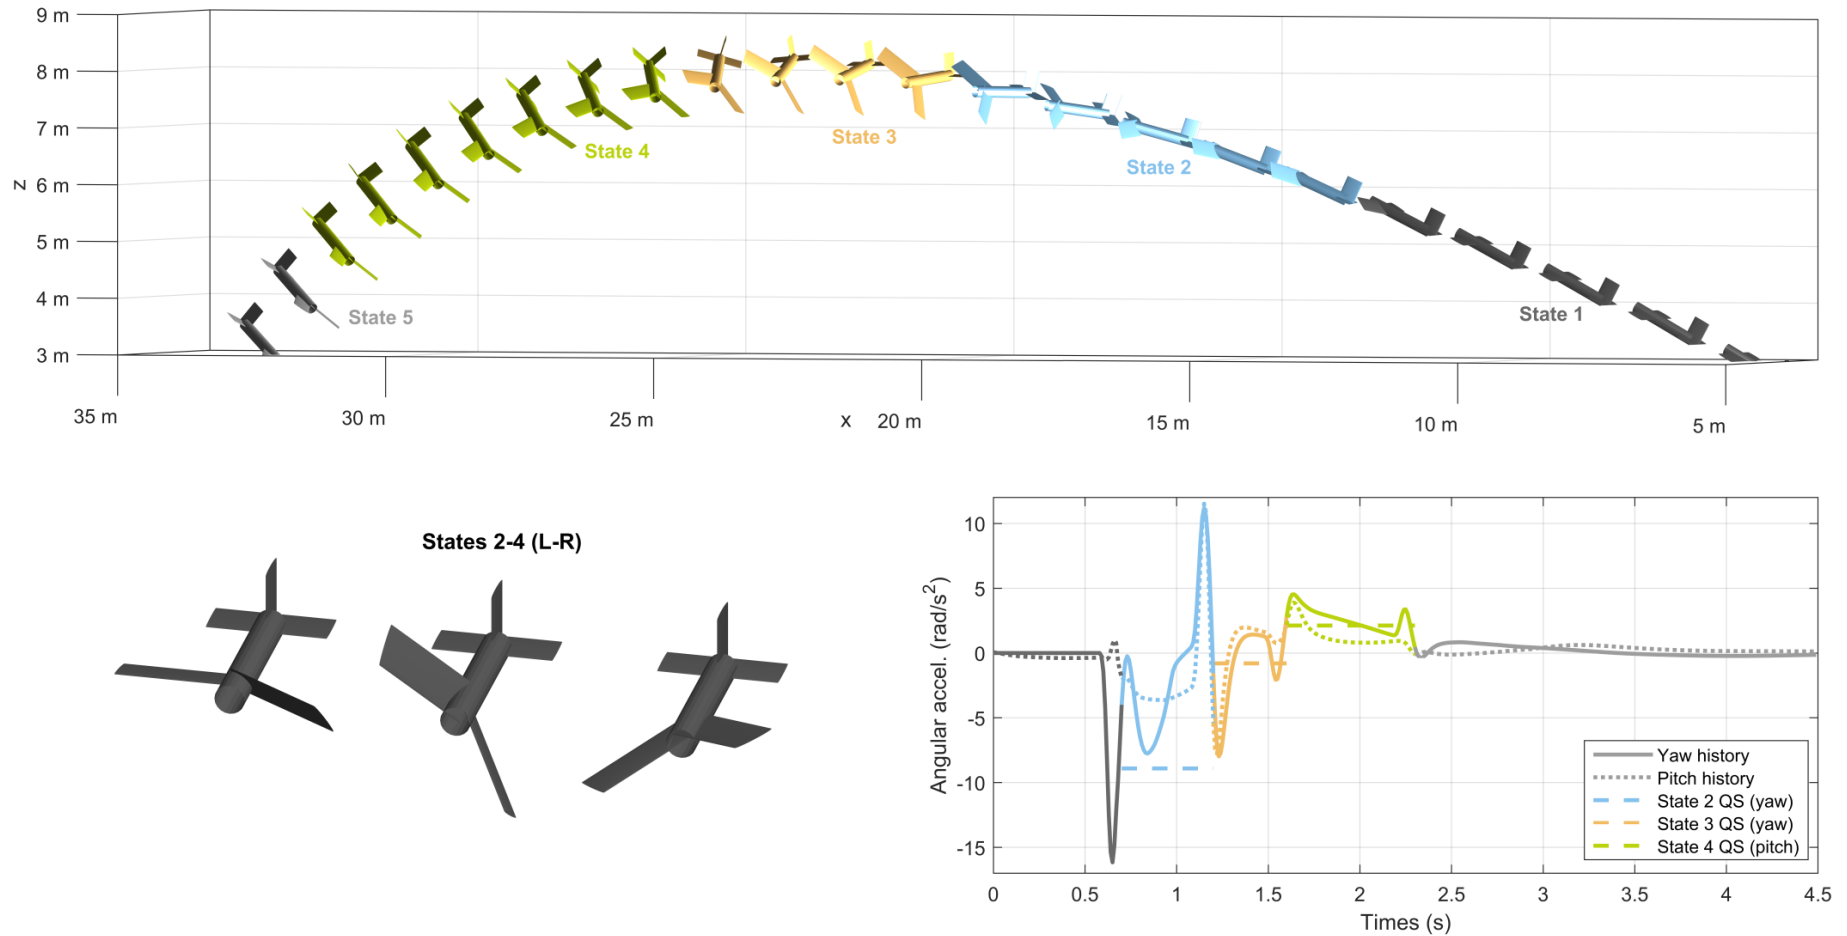 9 m
8 m
7 m
6 m
5 m
4 m
3 m
z
State 4
State 3
State 2
State 5
State 1
35 m
30 m
25 m
x
20 m
15 m
10 m
5 m
States 2-4 (L-R)
Angular accel. (rad/s²)
10
5
0
-5
-10
-15
Yaw history
Pitch history
State 2 QS (yaw)
State 3 QS (yaw)
State 4 QS (pitch)
0
0.5
1
1.5
2
2.5
3
3.5
4
4.5
Times (s)